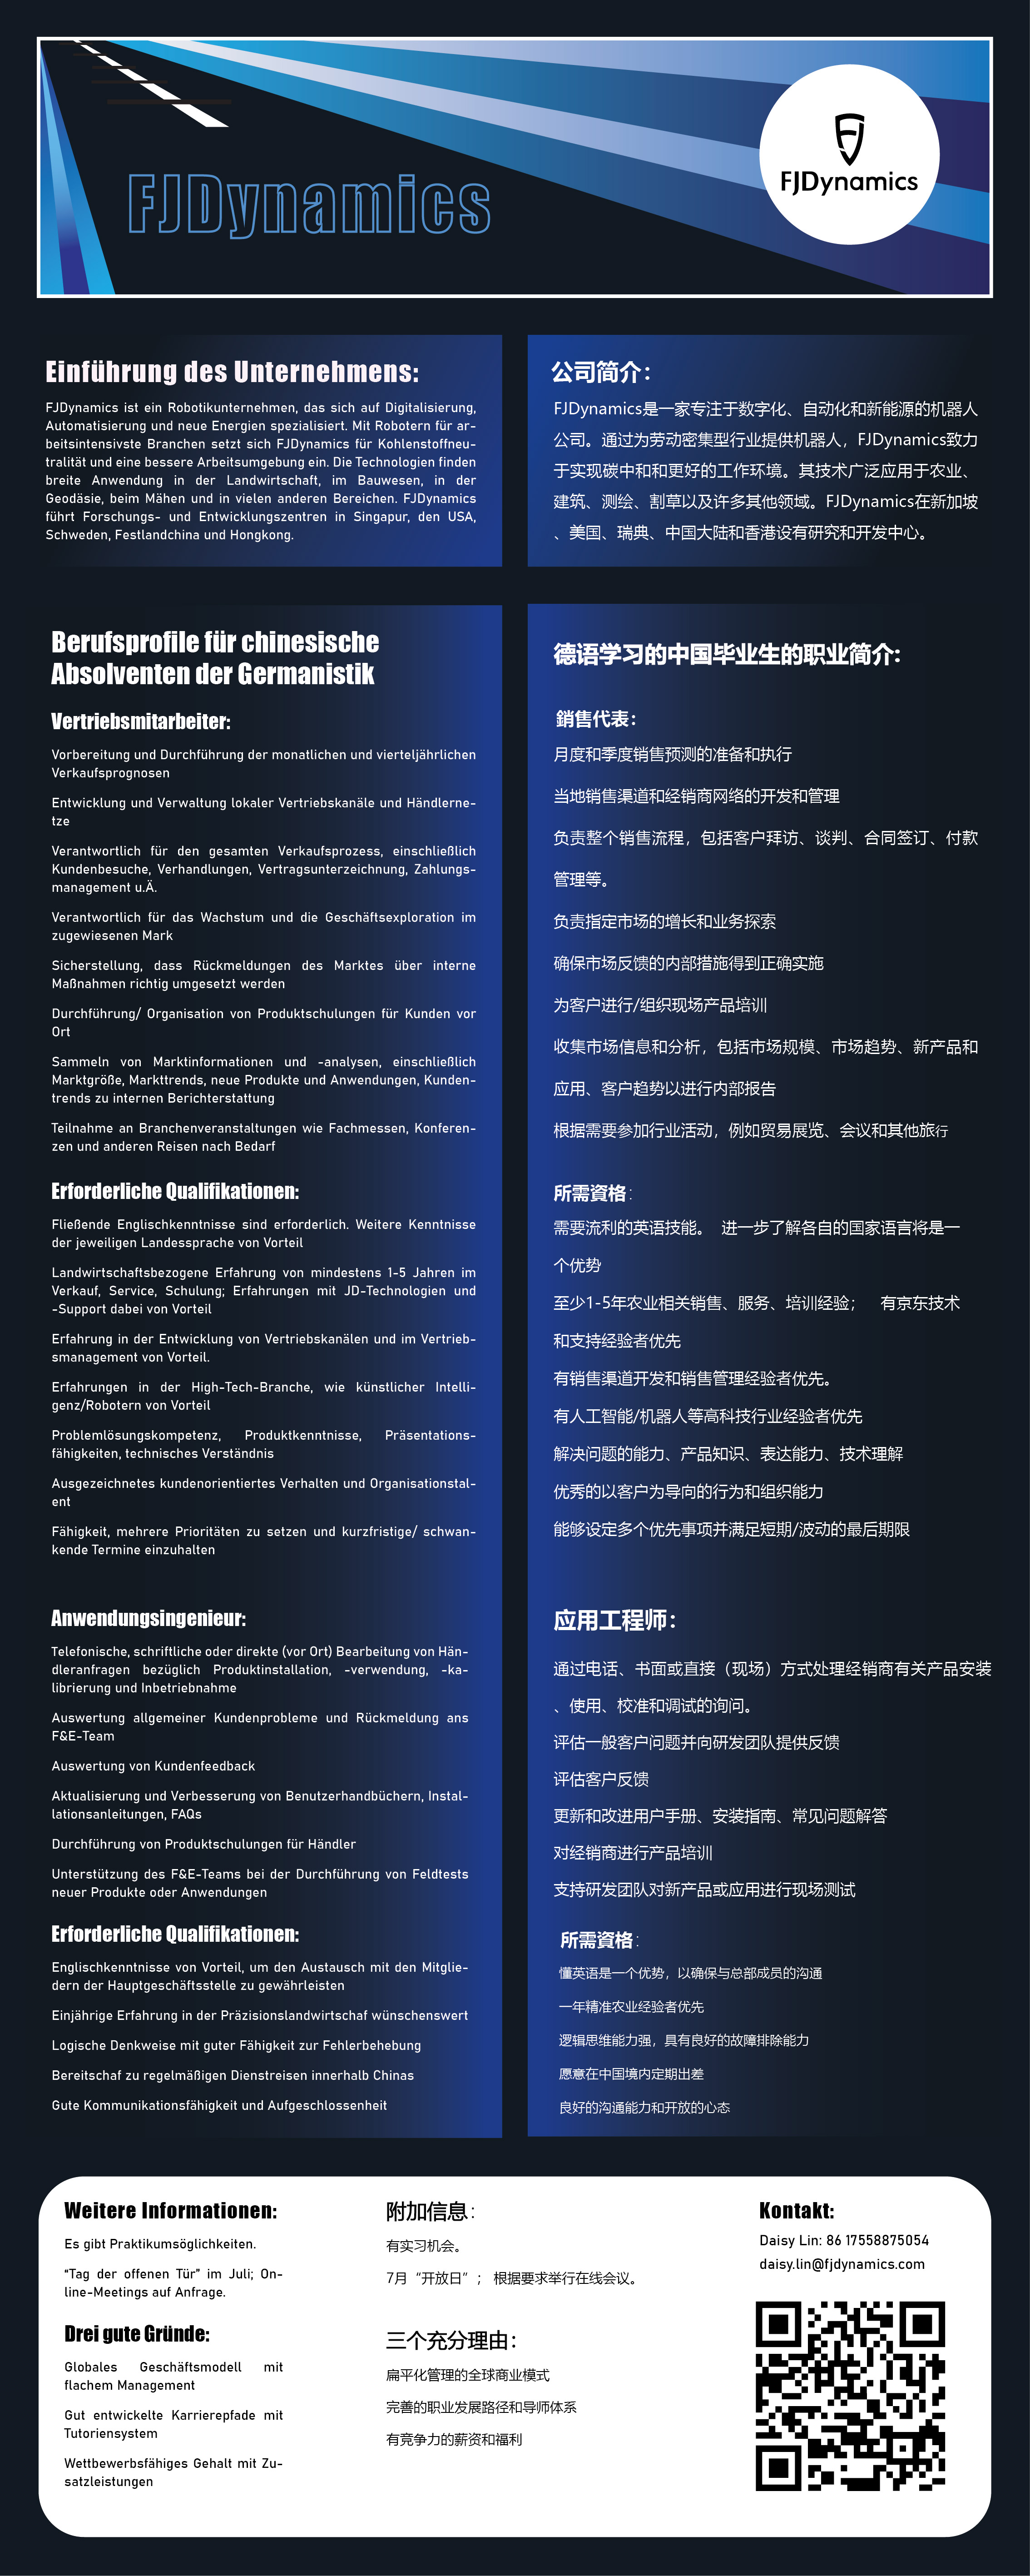 FJDynamics
FJDynamics
Einführung des Unternehmens:
FJDynamics ist ein Robotikunternehmen, das sich auf Digitalisierung,
Automatisierung und neue Energien spezialisiert. Mit Robotern für ar-
beitsintensivste Branchen setzt sich FJDynamics für Kohlenstoffneu-
tralität und eine bessere Arbeitsumgebung ein. Die Technologien finden
breite Anwendung in der Landwirtschaft, im Bauwesen, in der
Geodäsie, beim Mähen und in vielen anderen Bereichen. FJDynamics
führt Forschungs- und Entwicklungszentren in Singapur, den USA,
Schweden, Festlandchina und Hongkong.
公司简介：
FJDynamics是一家专注于数字化、自动化和新能源的机器人
公司。通过为劳动密集型行业提供机器人，FJDynamics致力
于实现碳中和和更好的工作环境。其技术广泛应用于农业、
建筑、测绘、割草以及许多其他领域。FJDynamics在新加坡
、美国、瑞典、中国大陆和香港设有研究和开发中心。
Berufsprofile für chinesische
Absolventen der Germanistik
Vertriebsmitarbeiter:
Vorbereitung und Durchführung der monatlichen und vierteljährlichen
Verkaufsprognosen
Entwicklung und Verwaltung lokaler Vertriebskanäle und Händlerne-
tze
Verantwortlich für den gesamten Verkaufsprozess, einschließlich
Kundenbesuche, Verhandlungen, Vertragsunterzeichnung, Zahlungs-
management u.Ä.
Verantwortlich für das Wachstum und die Geschäftsexploration im
zugewiesenen Mark
Sicherstellung, dass Rückmeldungen des Marktes über interne
Maßnahmen richtig umgesetzt werden
Durchführung/ Organisation von Produktschulungen für Kunden vor
Ort
Sammeln von Marktinformationen und -analysen, einschließlich
Marktgröße, Markttrends, neue Produkte und Anwendungen, Kunden-
trends zu internen Berichterstattung
Teilnahme an Branchenveranstaltungen wie Fachmessen, Konferen-
zen und anderen Reisen nach Bedarf
Erforderliche Qualifikationen:
Fließende Englischkenntnisse sind erforderlich. Weitere Kenntnisse
der jeweiligen Landessprache von Vorteil
Landwirtschaftsbezogene Erfahrung von mindestens 1-5 Jahren im
Verkauf, Service, Schulung; Erfahrungen mit JD-Technologien und
-Support dabei von Vorteil
Erfahrung in der Entwicklung von Vertriebskanälen und im Vertrieb-
smanagement von Vorteil.
Erfahrungen in der High-Tech-Branche, wie künstlicher Intelli-
genz/Robotern von Vorteil
Problemlösungskompetenz, Produktkenntnisse, Präsentations-
fähigkeiten, technisches Verständnis
Ausgezeichnetes kundenorientiertes Verhalten und Organisationstal-
ent
Fähigkeit, mehrere Prioritäten zu setzen und kurzfristige/ schwan-
kende Termine einzuhalten
Anwendungsingenieur:
Telefonische, schriftliche oder direkte (vor Ort) Bearbeitung von Hän-
dleranfragen bezüglich Produktinstallation, -verwendung, -ka-
librierung und Inbetriebnahme
Auswertung allgemeiner Kundenprobleme und Rückmeldung ans
F&E-Team
Auswertung von Kundenfeedback
Aktualisierung und Verbesserung von Benutzerhandbüchern, Instal-
lationsanleitungen, FAQs
Durchführung von Produktschulungen für Händler
Unterstützung des F&E-Teams bei der Durchführung von Feldtests
neuer Produkte oder Anwendungen
Erforderliche Qualifikationen:
Englischkenntnisse von Vorteil, um den Austausch mit den Mitglie-
dern der Hauptgeschäftsstelle zu gewährleisten
Einjährige Erfahrung in der Präzisionslandwirtschaf wünschenswert
Logische Denkweise mit guter Fähigkeit zur Fehlerbehebung
Bereitschaf zu regelmäßigen Dienstreisen innerhalb Chinas
Gute Kommunikationsfähigkeit und Aufgeschlossenheit
德语学习的中国毕业生的职业简介:
銷售代表：
月度和季度销售预测的准备和执行
当地销售渠道和经销商网络的开发和管理
负责整个销售流程，包括客户拜访、谈判、合同签订、付款
管理等。
负责指定市场的增长和业务探索
确保市场反馈的内部措施得到正确实施
为客户进行/组织现场产品培训
收集市场信息和分析，包括市场规模、市场趋势、新产品和
应用、客户趋势以进行内部报告
根据需要参加行业活动，例如贸易展览、会议和其他旅行
所需資格：
需要流利的英语技能。 进一步了解各自的国家语言将是一
个优势
至少1-5年农业相关销售、服务、培训经验； 有京东技术
和支持经验者优先
有销售渠道开发和销售管理经验者优先。
有人工智能/机器人等高科技行业经验者优先
解决问题的能力、产品知识、表达能力、技术理解
优秀的以客户为导向的行为和组织能力
能够设定多个优先事项并满足短期/波动的最后期限
应用工程师：
通过电话、书面或直接（现场）方式处理经销商有关产品安装
、使用、校准和调试的询问。
评估一般客户问题并向研发团队提供反馈
评估客户反馈
更新和改进用户手册、安装指南、常见问题解答
对经销商进行产品培训
支持研发团队对新产品或应用进行现场测试
所需資格：
懂英语是一个优势，以确保与总部成员的沟通
一年精准农业经验者优先
逻辑思维能力强，具有良好的故障排除能力
愿意在中国境内定期出差
良好的沟通能力和开放的心态
Weitere Informationen:
Es gibt Praktikumsöglichkeiten.
“Tag der offenen Tür” im Juli; On-
line-Meetings auf Anfrage.
Drei gute Gründe:
Globales Geschäftsmodell mit
flachem Management
Gut entwickelte Karrierepfade mit
Tutoriensystem
Wettbewerbsfähiges Gehalt mit Zu-
satzleistungen
附加信息：
有实习机会。
7月“开放日”； 根据要求举行在线会议。
三个充分理由：
扁平化管理的全球商业模式
完善的职业发展路径和导师体系
有竞争力的薪资和福利
Kontakt:
Daisy Lin: 86 17558875054
daisy.lin@fjdynamics.com